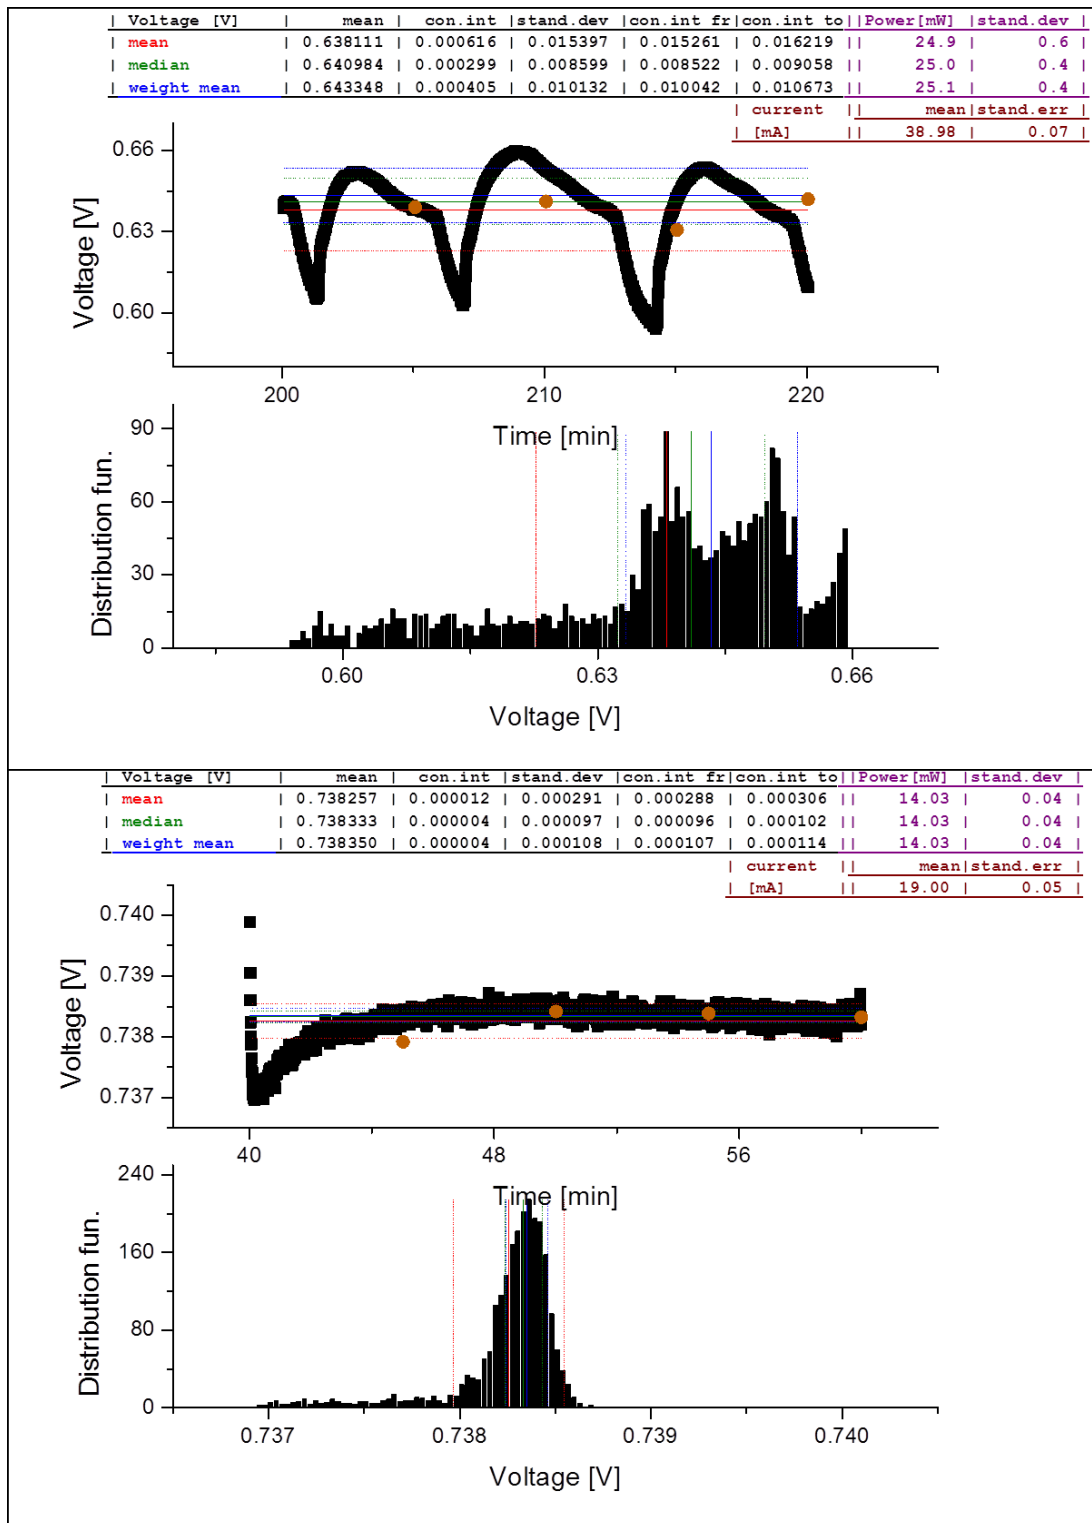 | Voltage [V] | mean | con.int |stand.dev |con.int fr|con.int to||Power[mW] |stand.dev |
| mean | 0.638111 | 0.000616 | 0.015397 | 0.015261 | 0.016219 || 24.9 | 0.6 |
| median | 0.640984 | 0.000299 | 0.008599 | 0.008522 | 0.009058 || 25.0 | 0.4 |
| weight mean | 0.643348 | 0.000405 | 0.010132 | 0.010042 | 0.010673 || 25.1 | 0.4 |
| current || mean|stand.err |
| [mA] || 38.98 | 0.07 |
0.66
0.63
0.60
Voltage [V]
200 210 220
Time [min]
90
60
30
0
Distribution fun.
0.60 0.63 0.66
Voltage [V]
| Voltage [V] | mean | con.int |stand.dev |con.int fr|con.int to||Power[mW] |stand.dev |
| mean | 0.738257 | 0.000012 | 0.000291 | 0.000288 | 0.000306 || 14.03 | 0.04 |
| median | 0.738333 | 0.000004 | 0.000097 | 0.000096 | 0.000102 || 14.03 | 0.04 |
| weight mean | 0.738350 | 0.000004 | 0.000108 | 0.000107 | 0.000114 || 14.03 | 0.04 |
| current || mean|stand.err |
| [mA] || 19.00 | 0.05 |
0.740
0.739
0.738
0.737
Voltage [V]
40 48 56
Time [min]
240
160
80
0
Distribution fun.
0.737 0.738 0.739 0.740
Voltage [V]